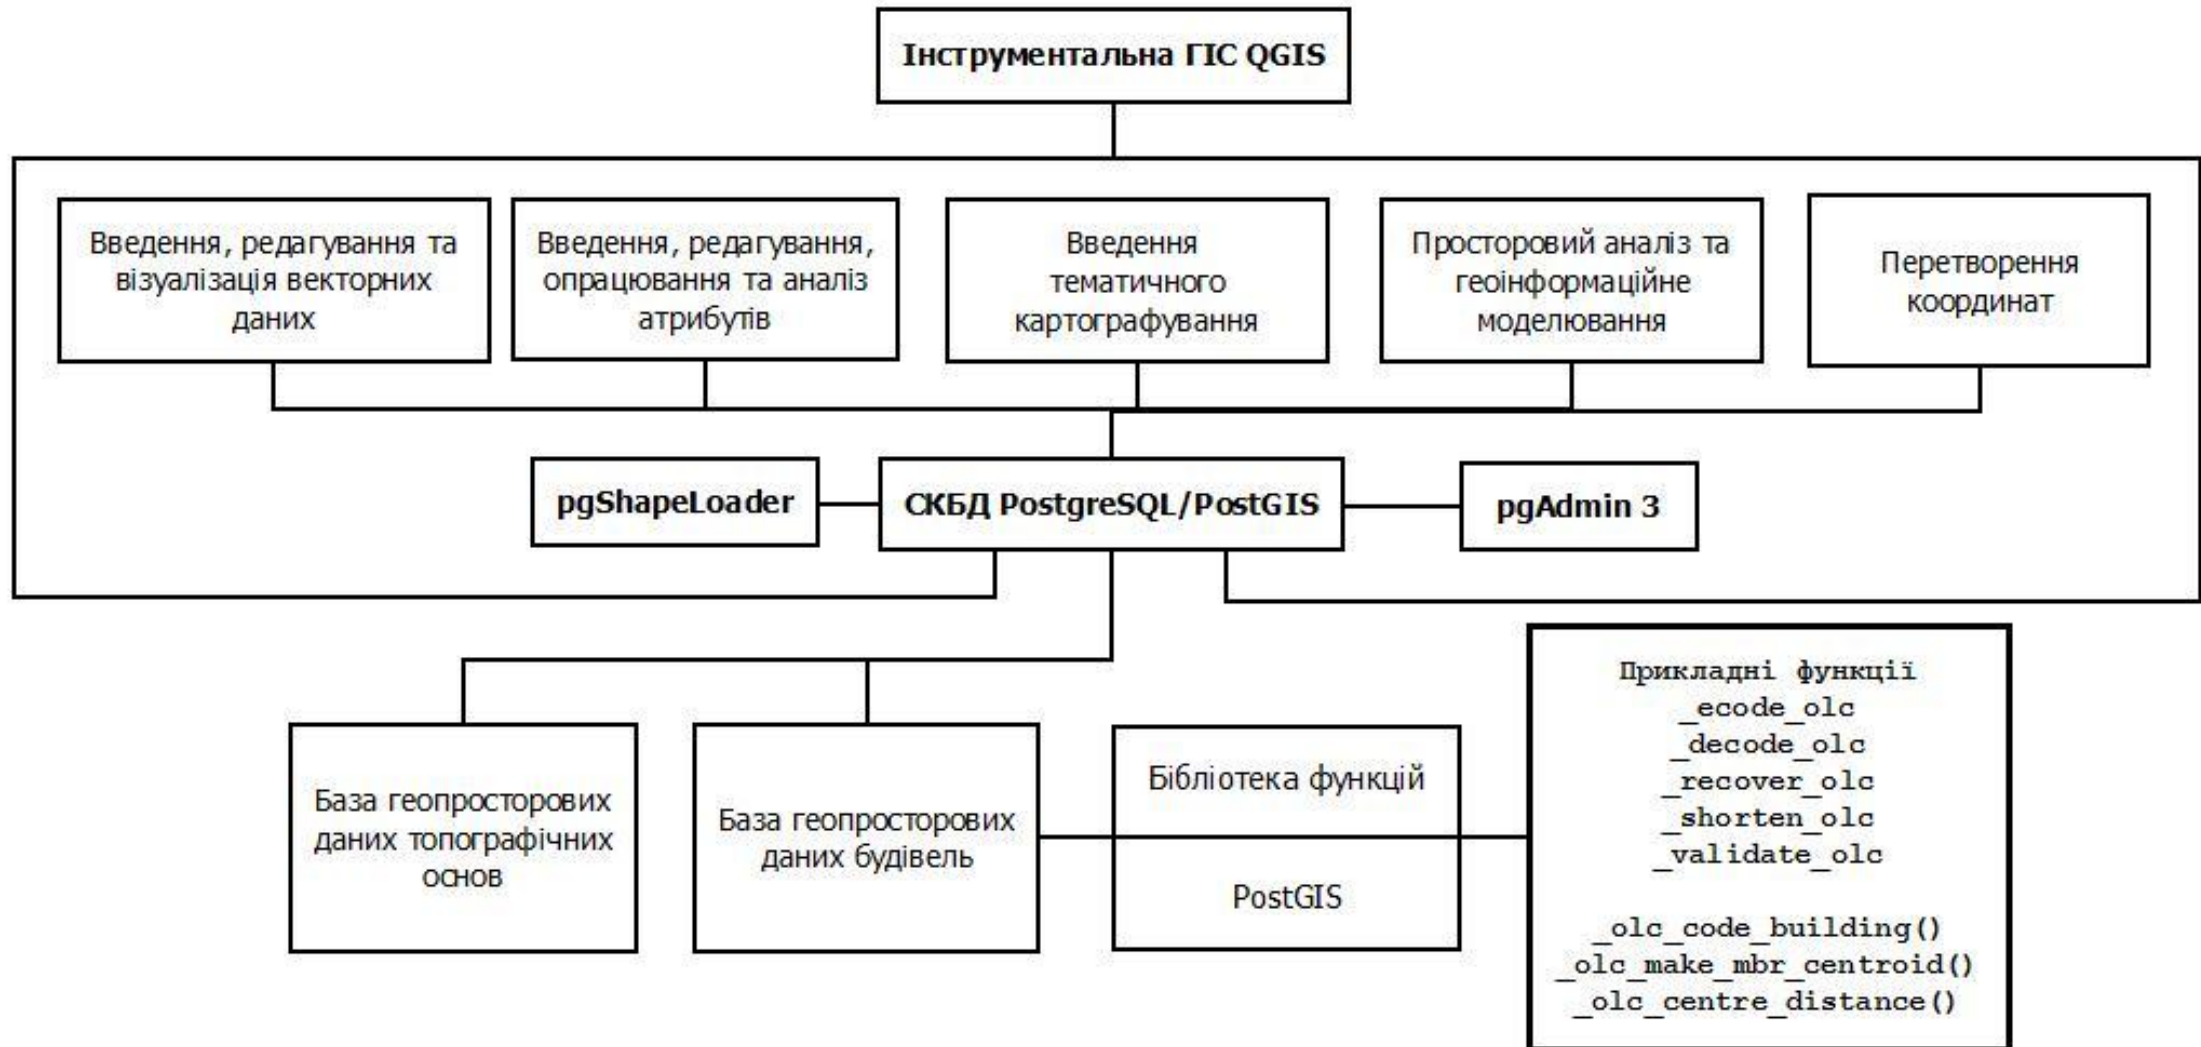 Інструментальна ГІС QGIS
Введення, редагування та
візуалізація векторних
даних
Введення, редагування,
опрацювання та аналіз
атрибутів
Введення
тематичного
картографування
Просторовий аналіз та
геоінформаційне
моделювання
Перетворення
координат
pgShapeLoader
СКБД PostgreSQL/PostGIS
pgAdmin 3
База геопросторових
даних топографічних
основ
База геопросторових
даних будівель
Бібліотека функцій
PostGIS
Прикладні функції
_ecode_olc
_decode_olc
_recover_olc
_shorten_olc
_validate_olc
_olc_code_building()
_olc_make_mbr_centroid()
_olc_centre_distance()